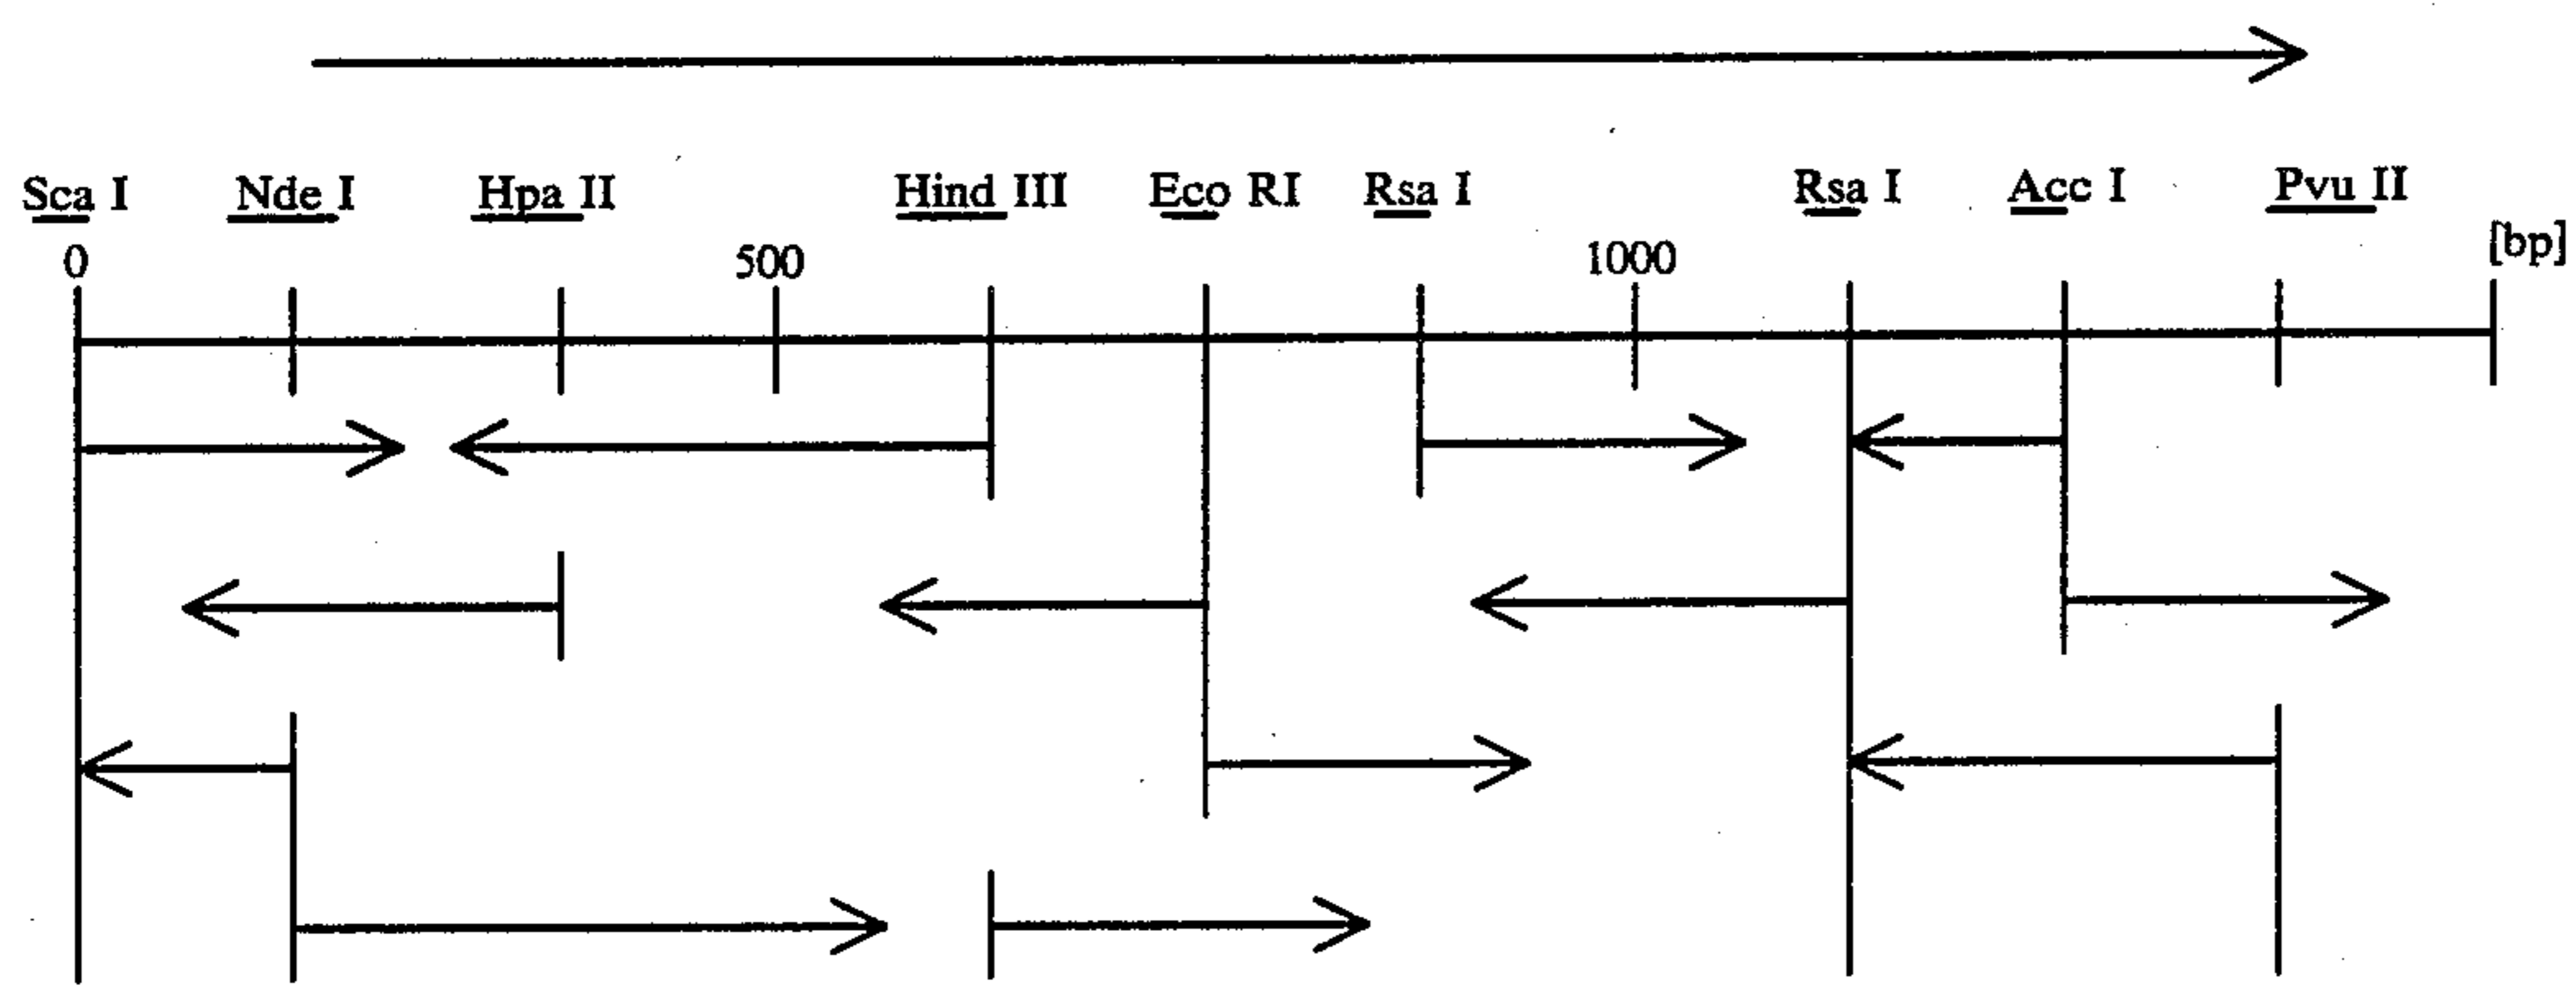 Sca I Nde I Hpa II Hind III Eco RI Rsa I Rsa I Acc I Pvu II
0 500 1000 [bp]